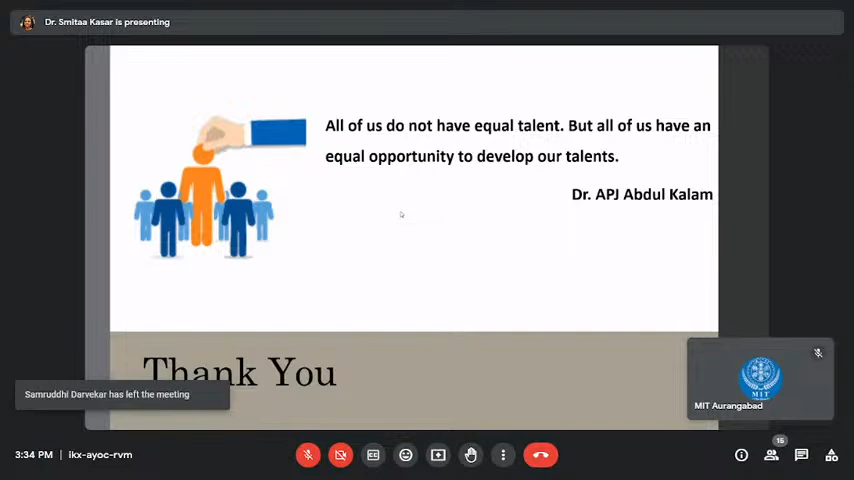 Dr. Smitaa Kasar is presenting
All of us do not have equal talent. But all of us have an
equal opportunity to develop our talents.
Dr. APJ Abdul Kalam
Thank You
Samruddhi Darvekar has left the meeting
MIT
MIT Aurangabad
3:34 PM | ikx-ayoc-rvm
16